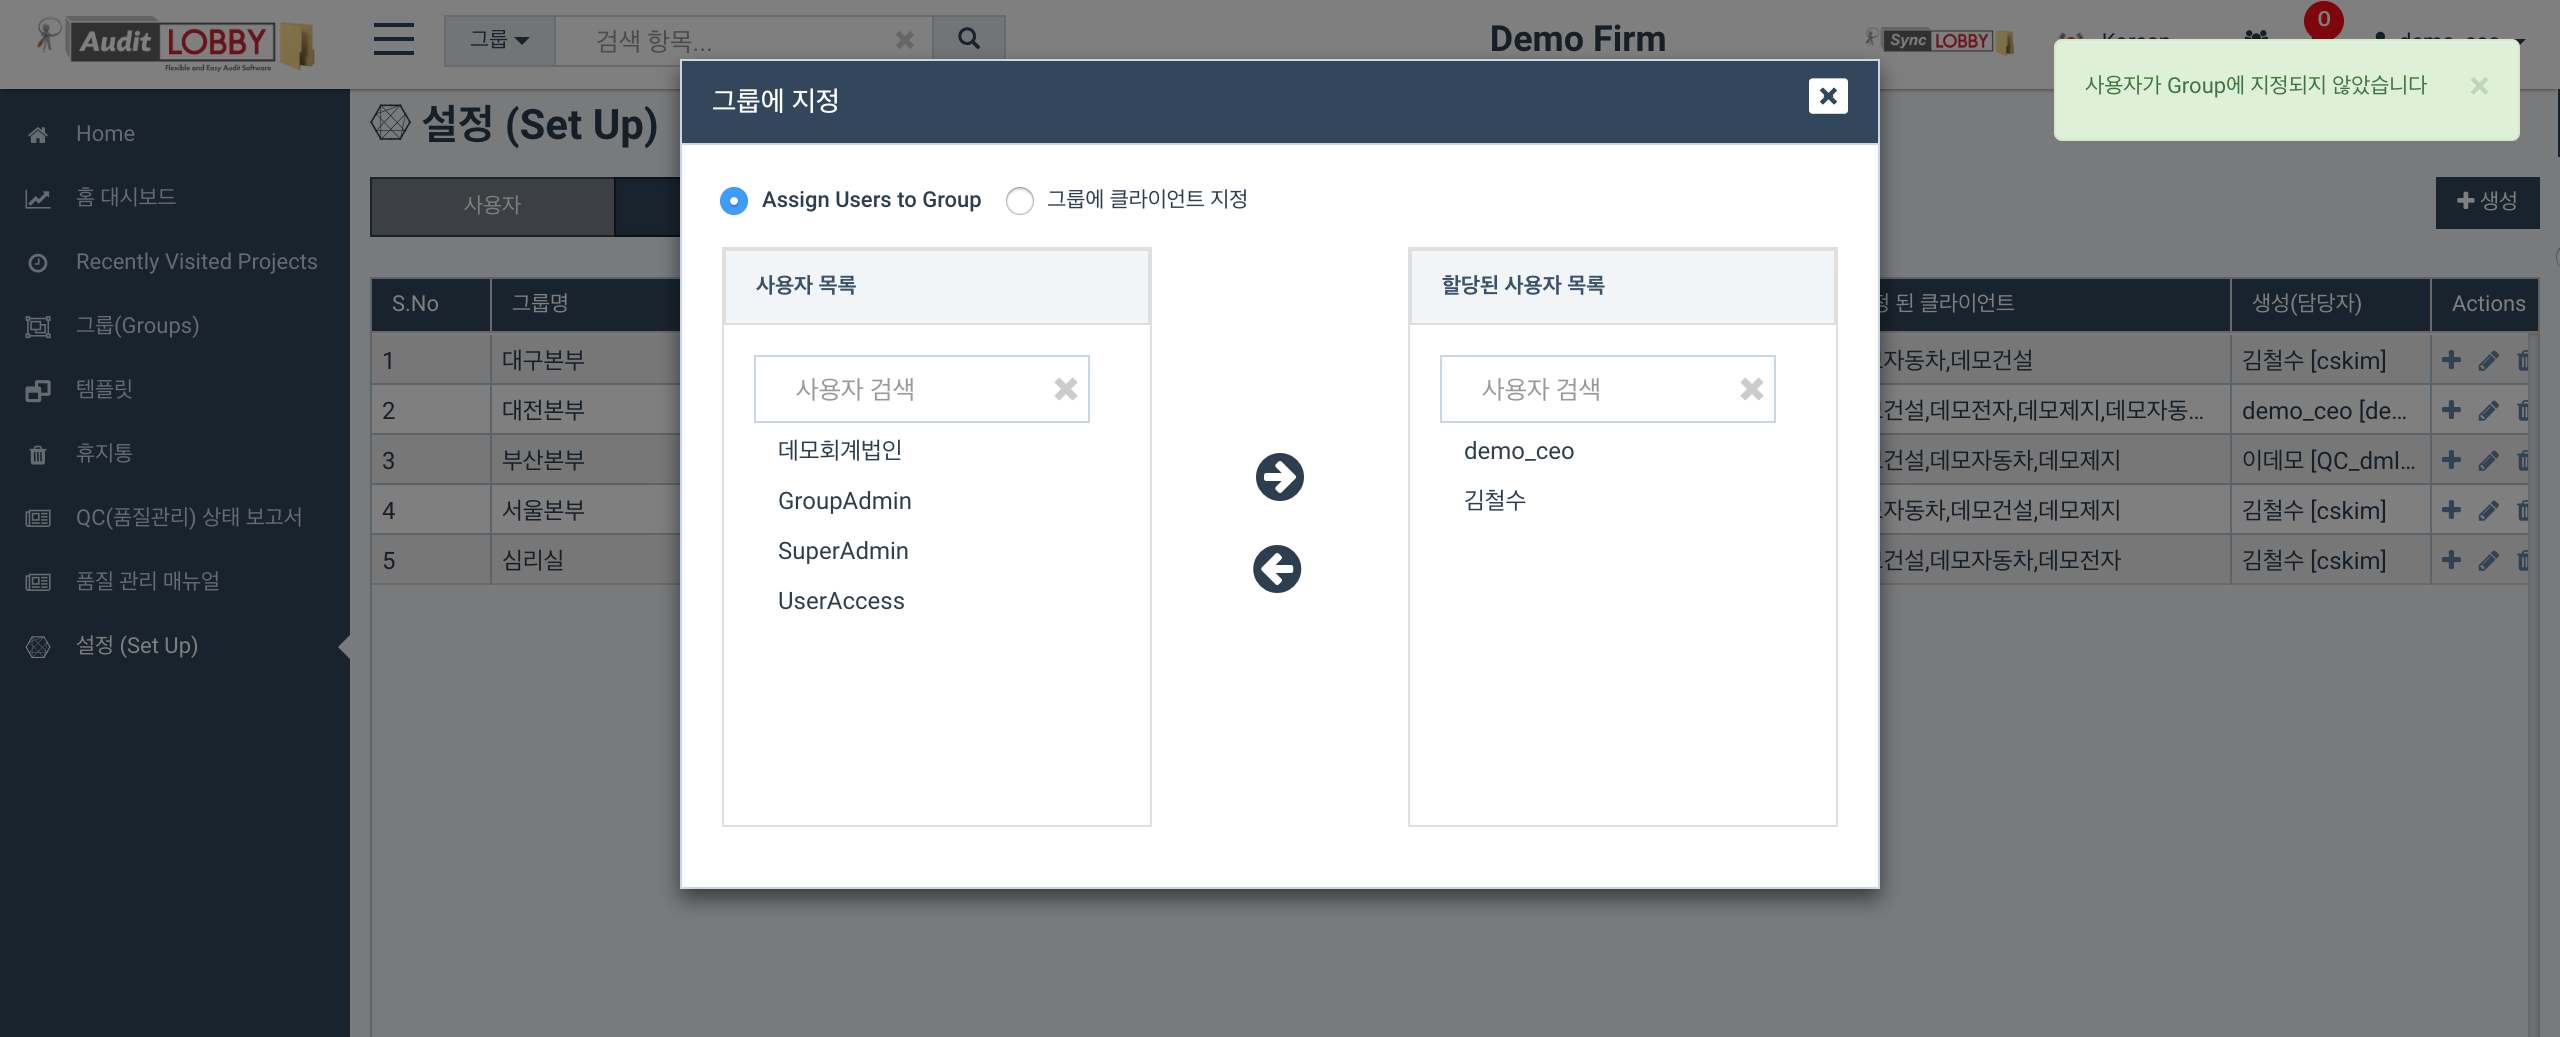 Audit LOBBY
Flexible and Easy Audit Software
그룹
검색 항목...
Demo Firm
Sync LOBBY
0
사용자가 Group에 지정되지 않았습니다
Home
홈 대시보드
Recently Visited Projects
그룹(Groups)
템플릿
휴지통
QC(품질관리) 상태 보고서
품질 관리 매뉴얼
설정 (Set Up)
설정 (Set Up)
사용자
생성
그룹에 지정
Assign Users to Group
그룹에 클라이언트 지정
사용자 목록
사용자 검색
데모회계법인
GroupAdmin
SuperAdmin
UserAccess
할당된 사용자 목록
사용자 검색
demo_ceo
김철수
S.No 그룹명 된 클라이언트 생성(담당자) Actions
1 대구본부 자동차,데모건설 김철수 [cskim]
2 대전본부 건설,데모전자,데모제지,데모자동... demo_ceo [de...
3 부산본부 건설,데모자동차,데모제지 이데모 [QC_dml...
4 서울본부 자동차,데모건설,데모제지 김철수 [cskim]
5 심리실 건설,데모자동차,데모전자 김철수 [cskim]